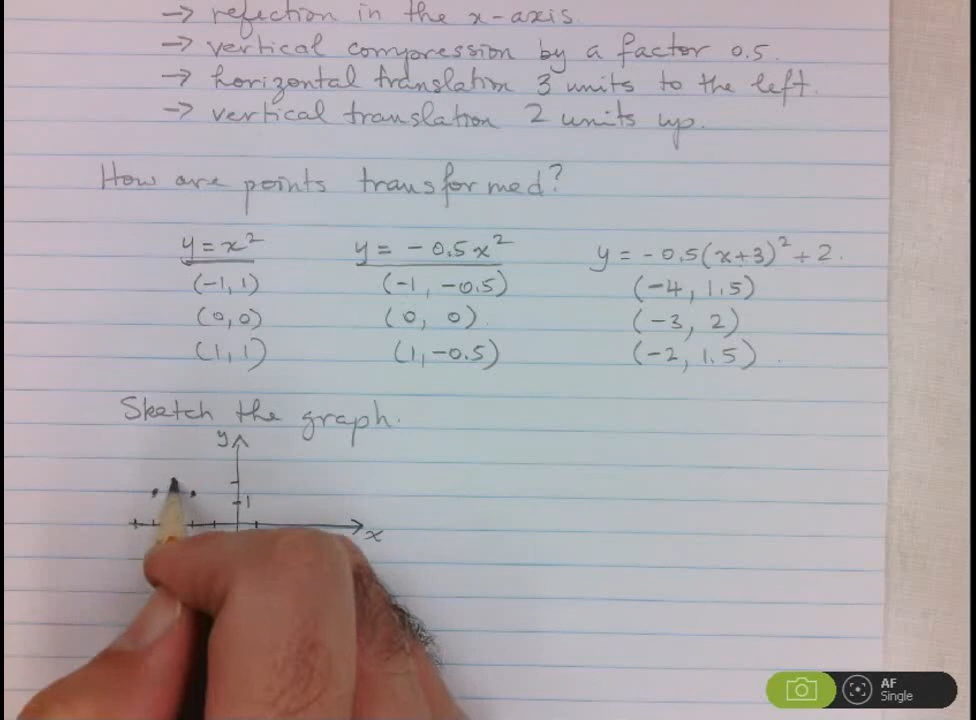 → reflection in the x-axis.
→ vertical compression by a factor 0.5.
→ horizontal translation 3 units to the left.
→ vertical translation 2 units up.
How are points transformed?
y = x² y = -0.5x² y = -0.5(x+3)² + 2.
(-1, 1) (-1, -0.5) (-4, 1.5)
(0, 0) (0, 0) (-3, 2)
(1, 1) (1, -0.5) (-2, 1.5)
Sketch the graph.
y
1
x
AF
Single